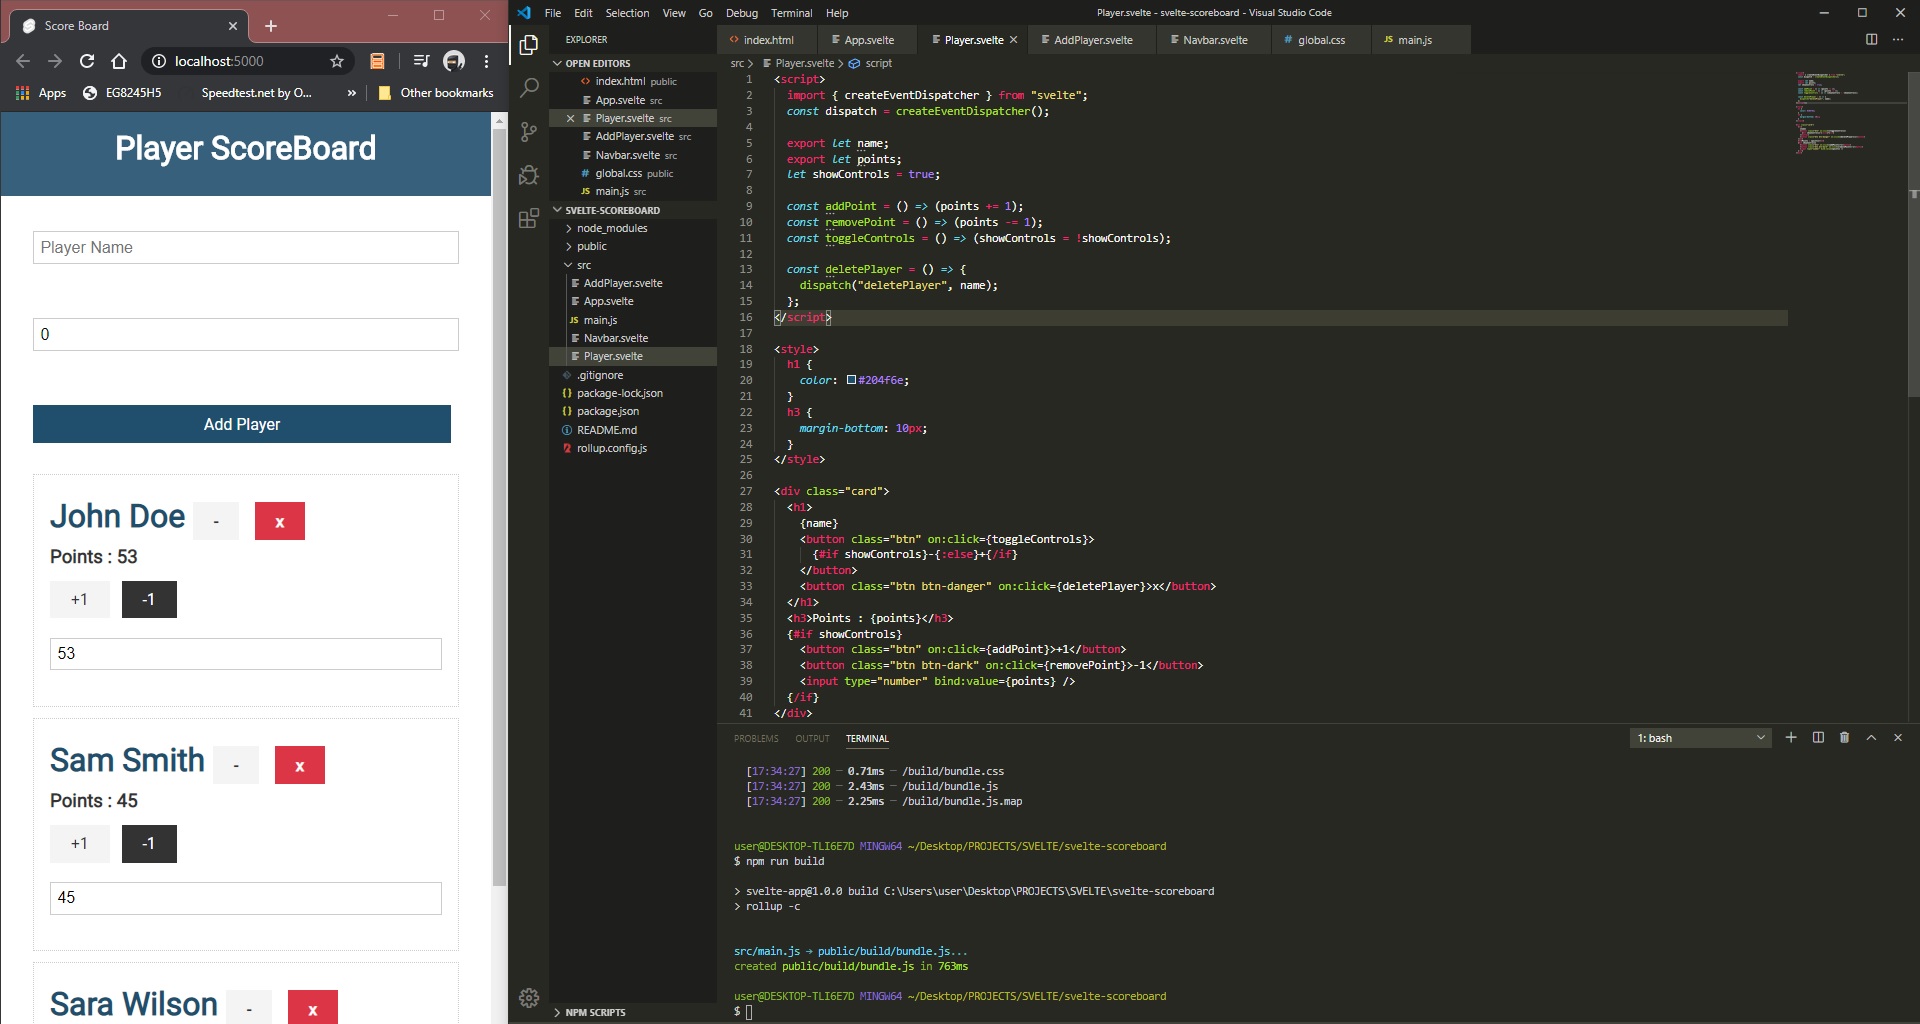 Score Board
localhost:5000
Apps
EG8245H5
Speedtest.net by O...
»
Other bookmarks
Player ScoreBoard
Player Name
0
Add Player
John Doe - x
Points : 53
+1 -1
53
Sam Smith - x
Points : 45
+1 -1
45
Sara Wilson - x
File Edit Selection View Go Debug Terminal Help
Player.svelte - svelte-scoreboard - Visual Studio Code
EXPLORER
OPEN EDITORS
index.html public
App.svelte src
Player.svelte src
AddPlayer.svelte src
Navbar.svelte src
global.css public
JS main.js src
SVELTE-SCOREBOARD
node_modules
public
src
AddPlayer.svelte
App.svelte
JS main.js
Navbar.svelte
Player.svelte
.gitignore
package-lock.json
package.json
README.md
rollup.config.js
NPM SCRIPTS
index.html App.svelte Player.svelte AddPlayer.svelte Navbar.svelte # global.css JS main.js
src > Player.svelte > script
1 <script>
2 import { createEventDispatcher } from "svelte";
3 const dispatch = createEventDispatcher();
4
5 export let name;
6 export let points;
7 let showControls = true;
8
9 const addPoint = () => (points += 1);
10 const removePoint = () => (points -= 1);
11 const toggleControls = () => (showControls = !showControls);
12
13 const deletePlayer = () => {
14 dispatch("deletePlayer", name);
15 };
16 </script>
17
18 <style>
19 h1 {
20 color: #204f6e;
21 }
22 h3 {
23 margin-bottom: 10px;
24 }
25 </style>
26
27 <div class="card">
28 <h1>
29 {name}
30 <button class="btn" on:click={toggleControls}>
31 {#if showControls}-{:else}+{/if}
32 </button>
33 <button class="btn btn-danger" on:click={deletePlayer}>x</button>
34 </h1>
35 <h3>Points : {points}</h3>
36 {#if showControls}
37 <button class="btn" on:click={addPoint}>+1</button>
38 <button class="btn btn-dark" on:click={removePoint}>-1</button>
39 <input type="number" bind:value={points} />
40 {/if}
41 </div>
PROBLEMS OUTPUT TERMINAL
1: bash
[17:34:27] 200 — 0.71ms — /build/bundle.css
[17:34:27] 200 — 2.43ms — /build/bundle.js
[17:34:27] 200 — 2.25ms — /build/bundle.js.map
user@DESKTOP-TLI6E7D MINGW64 ~/Desktop/PROJECTS/SVELTE/svelte-scoreboard
$ npm run build
> svelte-app@1.0.0 build C:\Users\user\Desktop\PROJECTS\SVELTE\svelte-scoreboard
> rollup -c
src/main.js → public/build/bundle.js...
created public/build/bundle.js in 763ms
user@DESKTOP-TLI6E7D MINGW64 ~/Desktop/PROJECTS/SVELTE/svelte-scoreboard
$